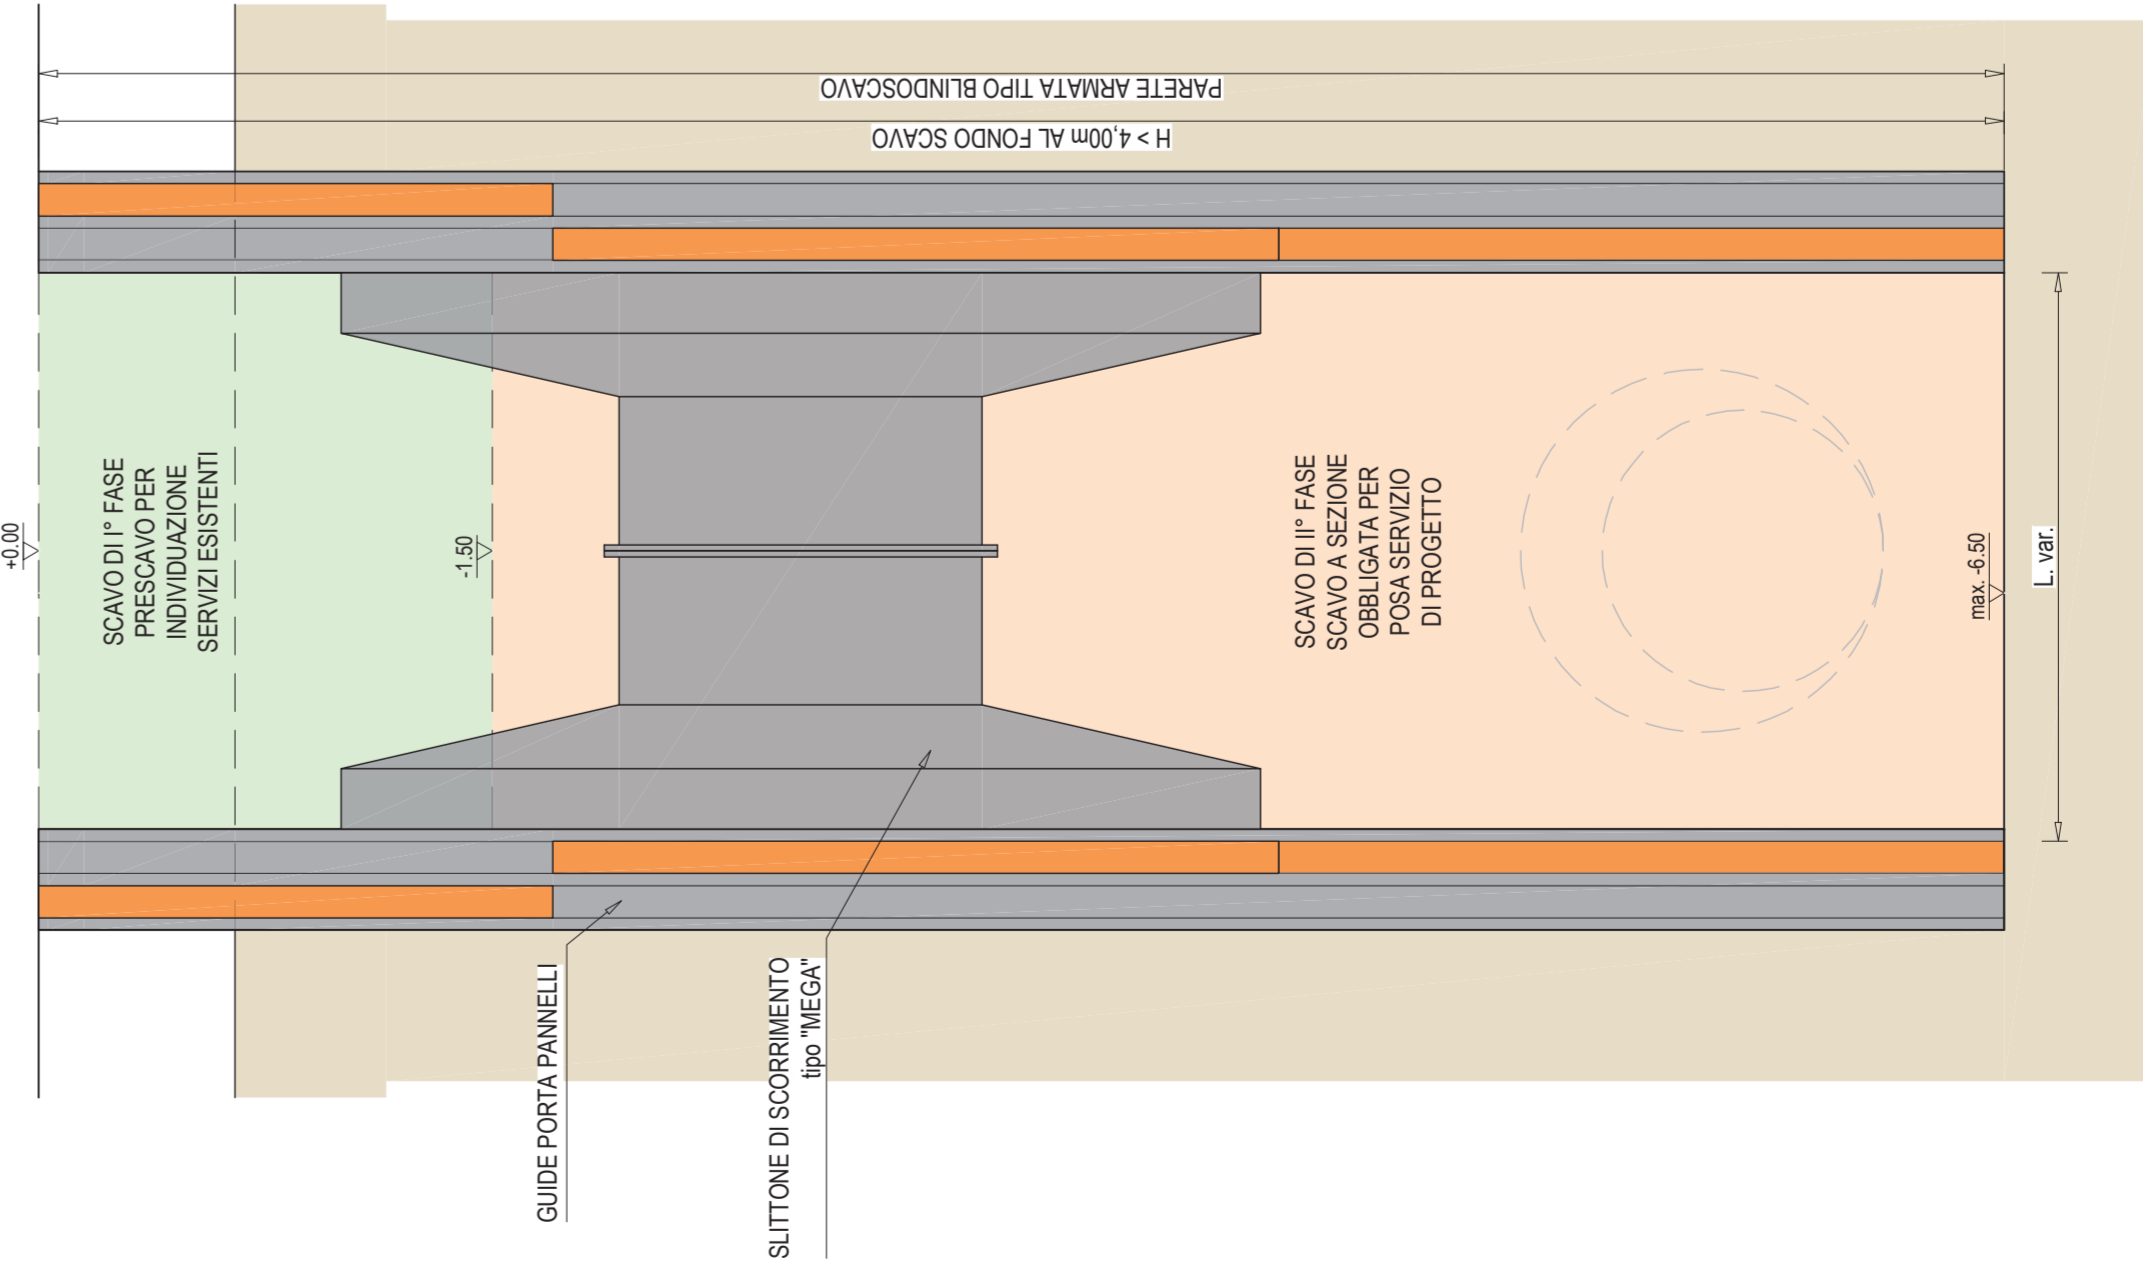 +0.00
SCAVO DI I° FASE
PRESCAVO PER
INDIVIDUAZIONE
SERVIZI ESISTENTI
-1.50
PARETE ARMATA TIPO BLINDOSCAVO
H > 4,00m AL FONDO SCAVO
SCAVO DI II° FASE
SCAVO A SEZIONE
OBBLIGATA PER
POSA SERVIZIO
DI PROGETTO
max. -6.50
L. var.
GUIDE PORTA PANNELLI
SLITTONE DI SCORRIMENTO
tipo "MEGA"